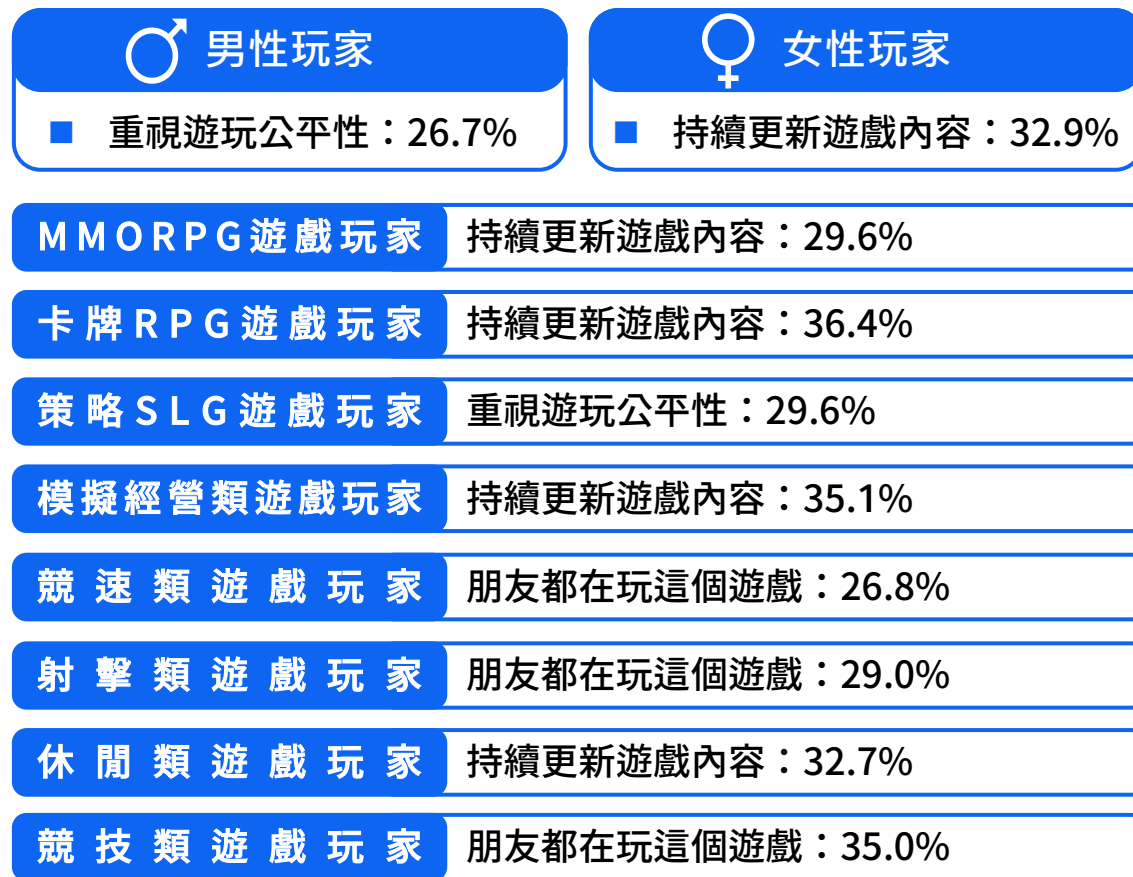 男性玩家
■ 重視遊玩公平性：26.7%
女性玩家
■ 持續更新遊戲內容：32.9%
MMORPG遊戲玩家 持續更新遊戲內容：29.6%
卡牌RPG遊戲玩家 持續更新遊戲內容：36.4%
策略SLG遊戲玩家 重視遊玩公平性：29.6%
模擬經營類遊戲玩家 持續更新遊戲內容：35.1%
競速類遊戲玩家 朋友都在玩這個遊戲：26.8%
射擊類遊戲玩家 朋友都在玩這個遊戲：29.0%
休閒類遊戲玩家 持續更新遊戲內容：32.7%
競技類遊戲玩家 朋友都在玩這個遊戲：35.0%